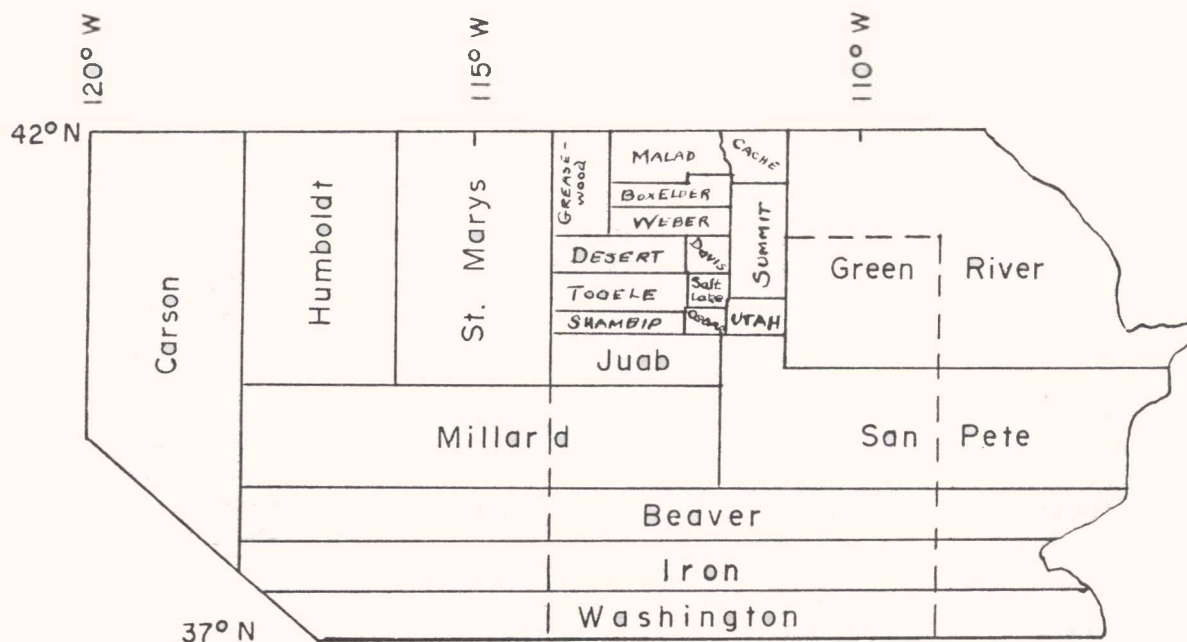 120° W
115° W
110° W
42° N
Carson
Humboldt
St. Marys
GREASE-
WOOD
MALAD
CACHE
BOXELDER
WEBER
SUMMIT
DESERT
DAVIS
TOOELE
Salt
Lake
SHAMBIP
CEDAR
UTAH
Green River
Juab
Millard
San Pete
Beaver
Iron
Washington
37° N